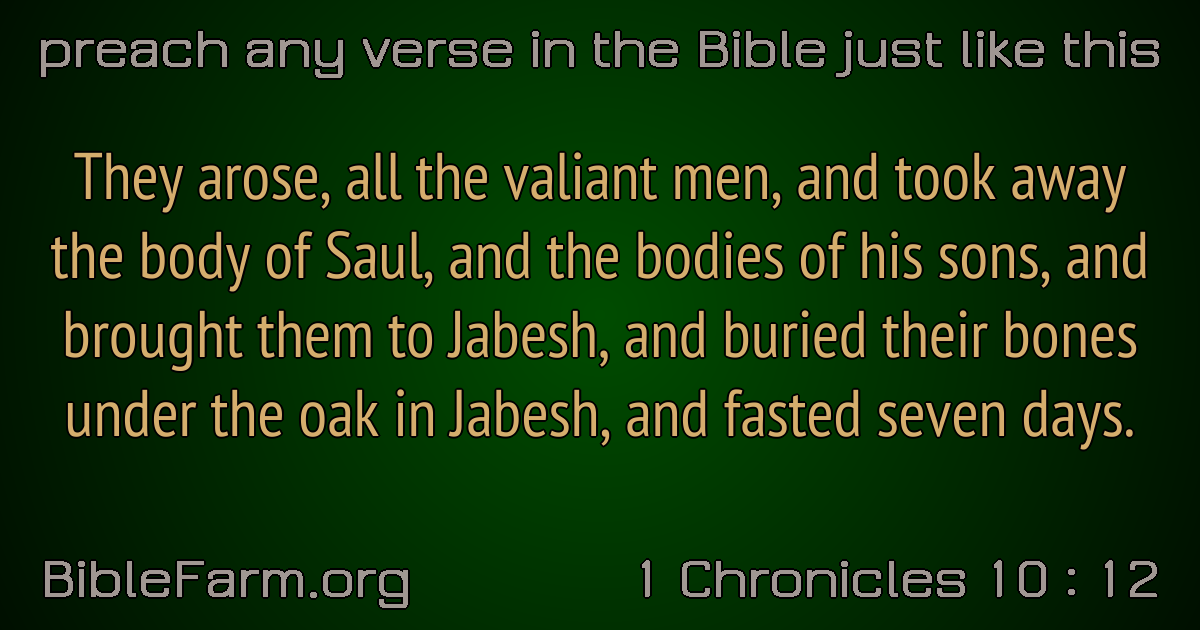 preach any verse in the Bible just like this
They arose, all the valiant men, and took away
the body of Saul, and the bodies of his sons, and
brought them to Jabesh, and buried their bones
under the oak in Jabesh, and fasted seven days.
BibleFarm.org
1 Chronicles 10 : 12